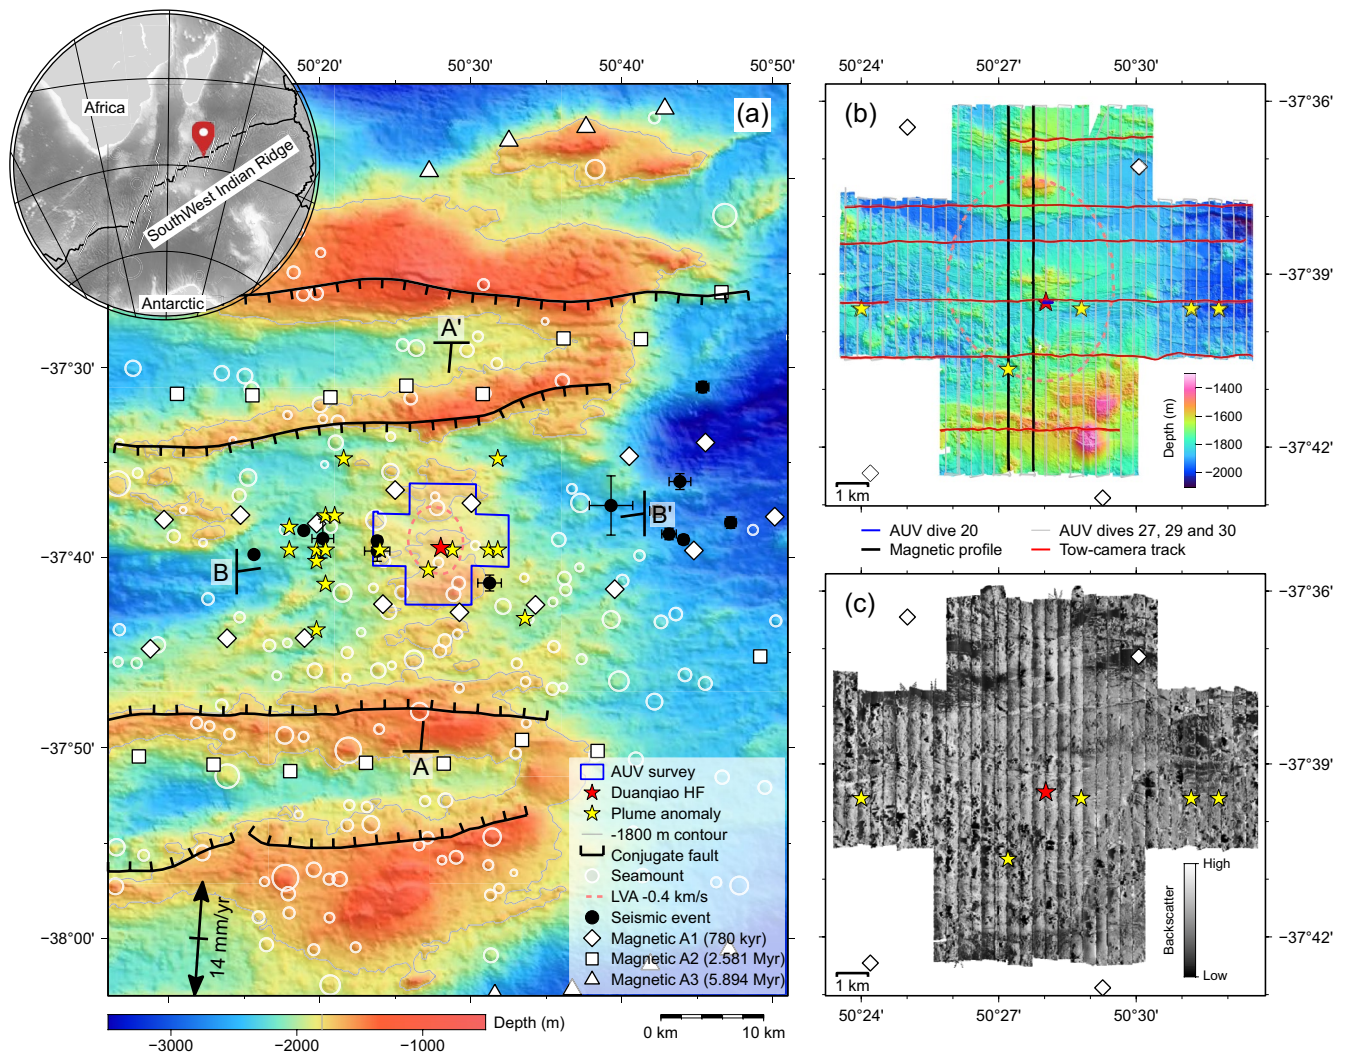 50°20'
50°30'
40°40'
50°50'
Africa
SouthWest Indian Ridge
Antarctic
(a)
A'
−37°30'
−37°40'
B
B'
−37°50'
A
−38°00'
14 mm/yr
AUV survey
Duanqiao HF
Plume anomaly
-1800 m contour
Conjugate fault
Seamount
LVA -0.4 km/s
Seismic event
Magnetic A1 (780 kyr)
Magnetic A2 (2.581 Myr)
Magnetic A3 (5.894 Myr)
Depth (m)
−3000
−2000
−1000
0 km
10 km
50°24'
50°27'
50°30'
(b)
−37°36'
−37°39'
−37°42'
Depth (m)
−1400
−1600
−1800
−2000
1 km
AUV dive 20
AUV dives 27, 29 and 30
Magnetic profile
Tow-camera track
(c)
−37°36'
−37°39'
−37°42'
Backscatter
High
Low
1 km
50°24'
50°27'
50°30'